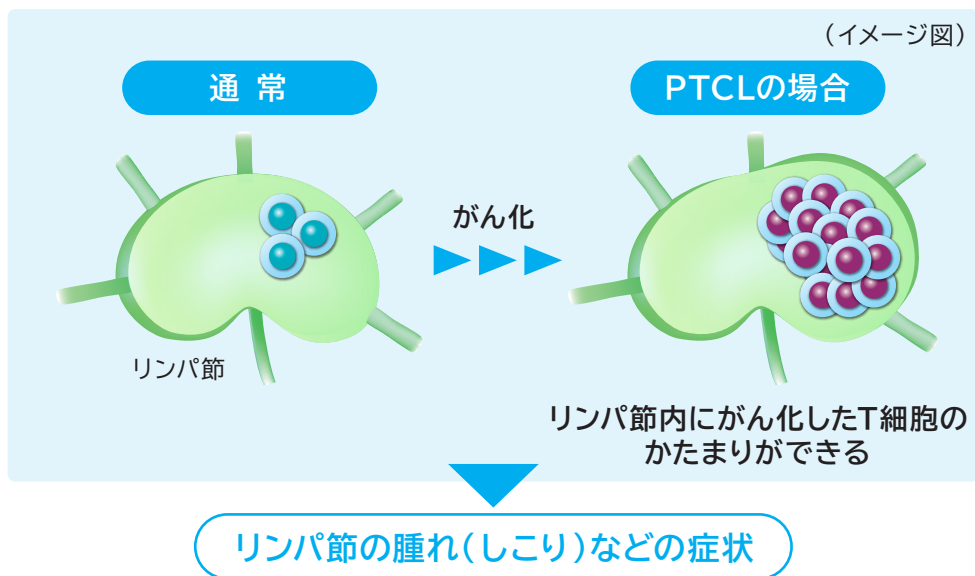 （イメージ図）
通 常
PTCLの場合
がん化
リンパ節
リンパ節内にがん化したT細胞の
かたまりができる
リンパ節の腫れ（しこり）などの症状